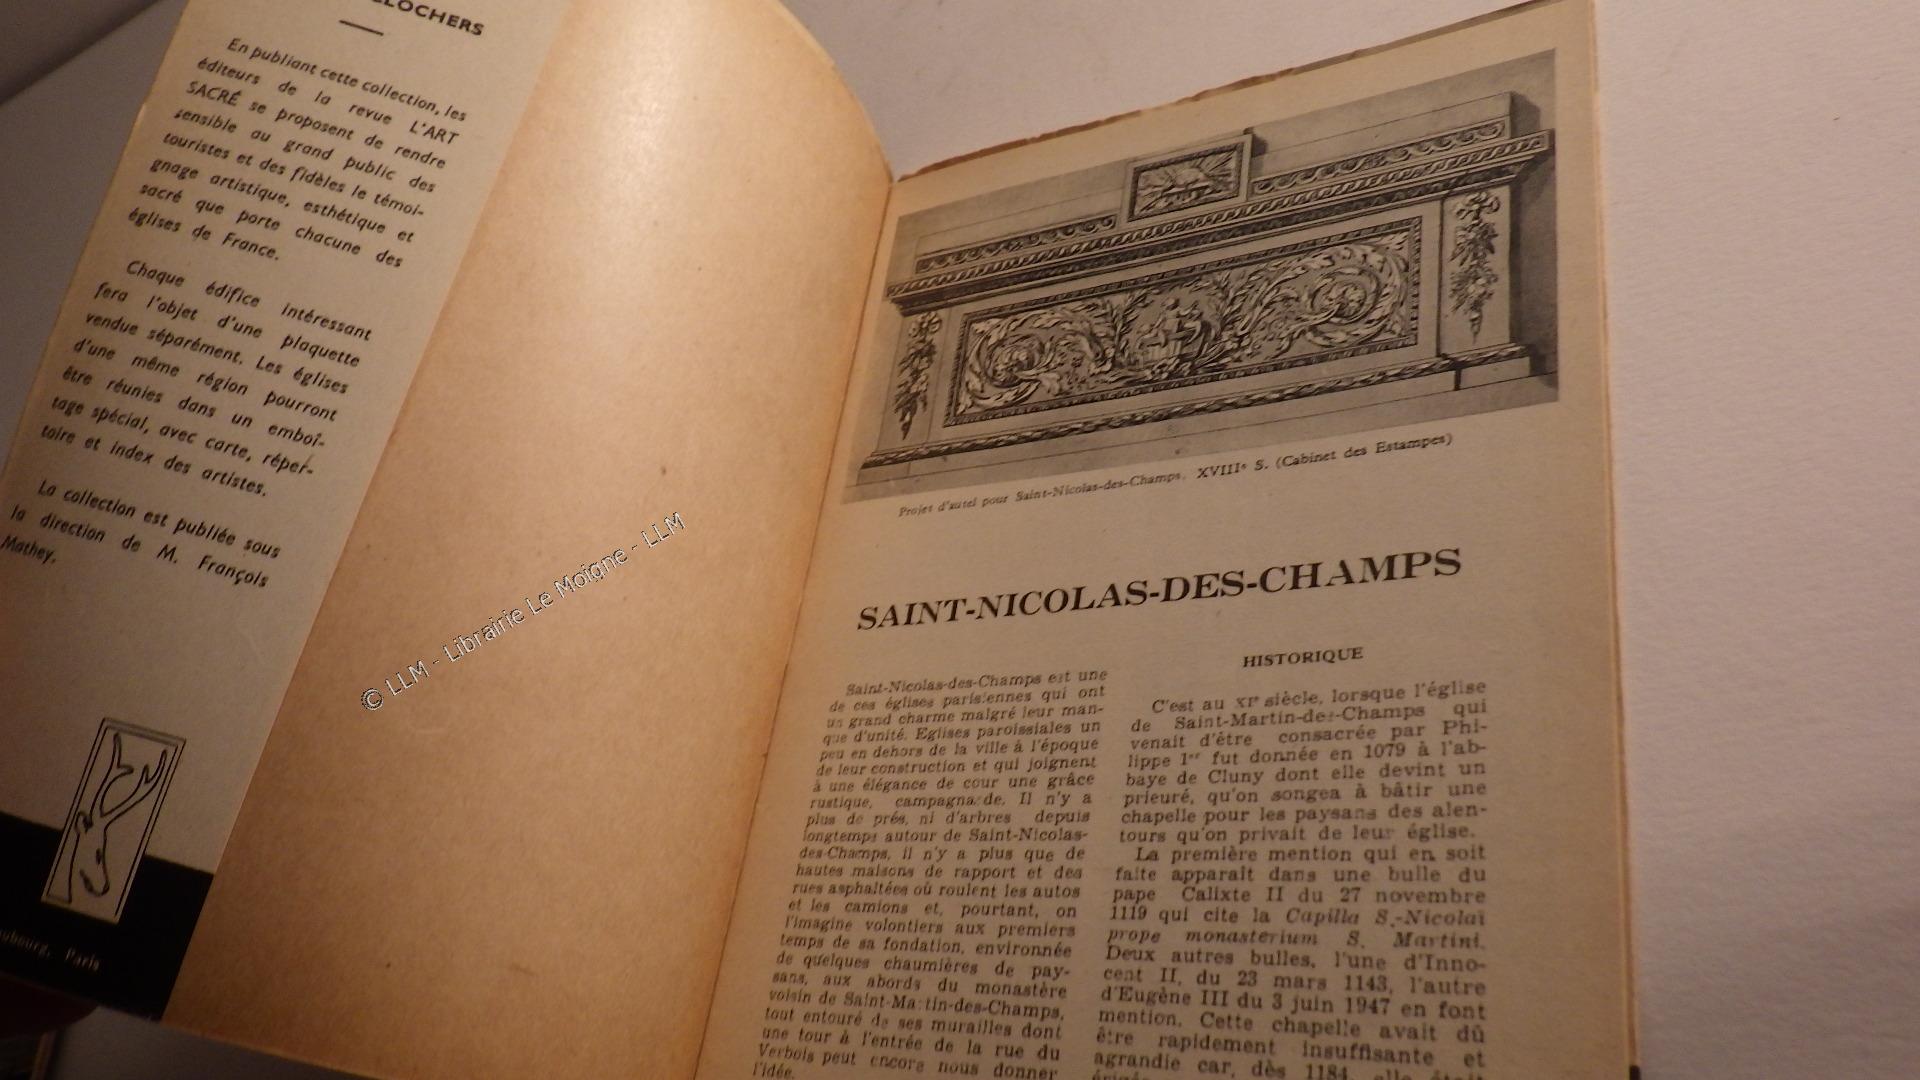 CLOCHERS
En publiant cette collection, les
éditeurs de la revue L'ART
SACRÉ se proposent de rendre
sensible au grand public des
touristes et des fidèles le témoi-
gnage artistique, esthétique et
sacré que porte chacune des
églises de France.
Chaque édifice intéressant
fera l'objet d'une plaquette
vendue séparément. Les églises
d'une même région pourront
être réunies dans un emboî-
tage spécial, avec carte, réper-
toire et index des artistes.
La collection est publiée sous
la direction de M. François
Mathey.
Paris
© LLM - Librairie Le Moigne - LLM
Projet d'autel pour Saint-Nicolas-des-Champs, XVIIIe S. (Cabinet des Estampes)
SAINT-NICOLAS-DES-CHAMPS
Saint-Nicolas-des-Champs est une
de ces églises parisiennes qui ont
un grand charme malgré leur man-
que d'unité. Eglises paroissiales un
peu en dehors de la ville à l'époque
de leur construction et qui joignent
à une élégance de cour une grâce
rustique, campagnarde. Il n'y a
plus de prés, ni d'arbres depuis
longtemps autour de Saint-Nicolas-
des-Champs, il n'y a plus que de
hautes maisons de rapport et des
rues asphaltées où roulent les autos
et les camions et, pourtant, on
l'imagine volontiers aux premiers
temps de sa fondation, environnée
de quelques chaumières de pay-
sans, aux abords du monastère
voisin de Saint-Martin-des-Champs,
tout entouré de ses murailles dont
une tour à l'entrée de la rue du
Verbois peut encore nous donner
l'idée.
HISTORIQUE
C'est au XIe siècle, lorsque l'église
de Saint-Martin-des-Champs qui
venait d'être consacrée par Phi-
lippe 1er fut donnée en 1079 à l'ab-
baye de Cluny dont elle devint un
prieuré, qu'on songea à bâtir une
chapelle pour les paysans des alen-
tours qu'on privait de leur église.
La première mention qui en soit
faite apparaît dans une bulle du
pape Calixte II du 27 novembre
1119 qui cite la Capilla S.-Nicolaï
prope monasterium S. Martini.
Deux autres bulles, l'une d'Inno-
cent II, du 23 mars 1143, l'autre
d'Eugène III du 3 juin 1947 en font
mention. Cette chapelle avait dû
être rapidement insuffisante et
agrandie car, dès 1184, elle était